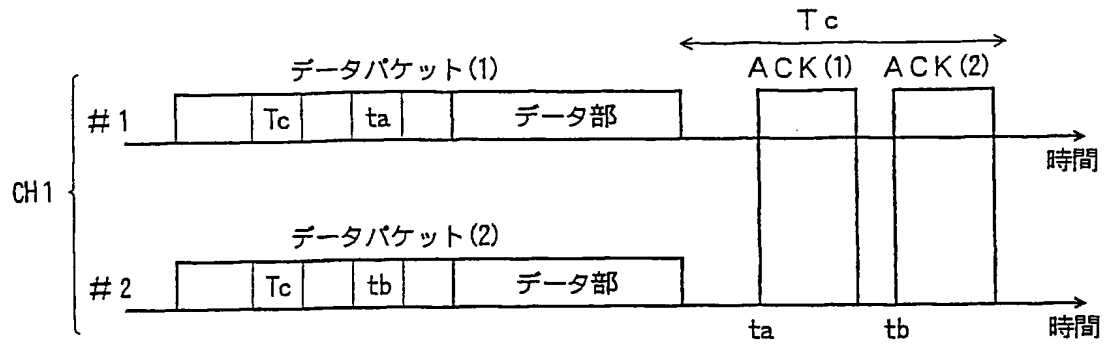 Ｔｃ
データパケット(1)
ＡＣＫ(1) ＡＣＫ(2)
＃1 Tc ta データ部
時間
CH1
データパケット(2)
＃2 Tc tb データ部
ta tb 時間